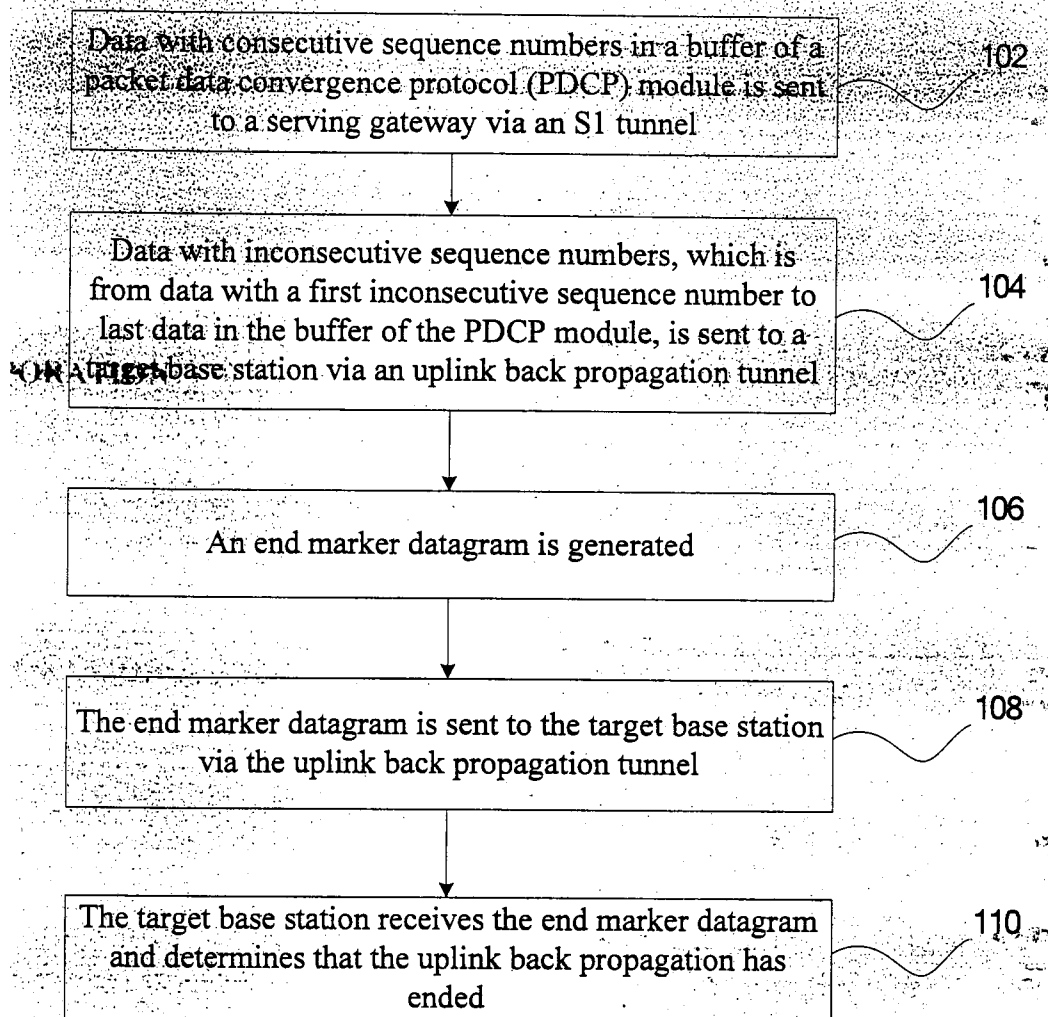 Data with consecutive sequence numbers in a buffer of a
packet data convergence protocol (PDCP) module is sent
to a serving gateway via an S1 tunnel
102
Data with inconsecutive sequence numbers, which is
from data with a first inconsecutive sequence number to
last data in the buffer of the PDCP module, is sent to a
target base station via an uplink back propagation tunnel
104
An end marker datagram is generated
106
The end marker datagram is sent to the target base station
via the uplink back propagation tunnel
108
The target base station receives the end marker datagram
and determines that the uplink back propagation has
ended
110